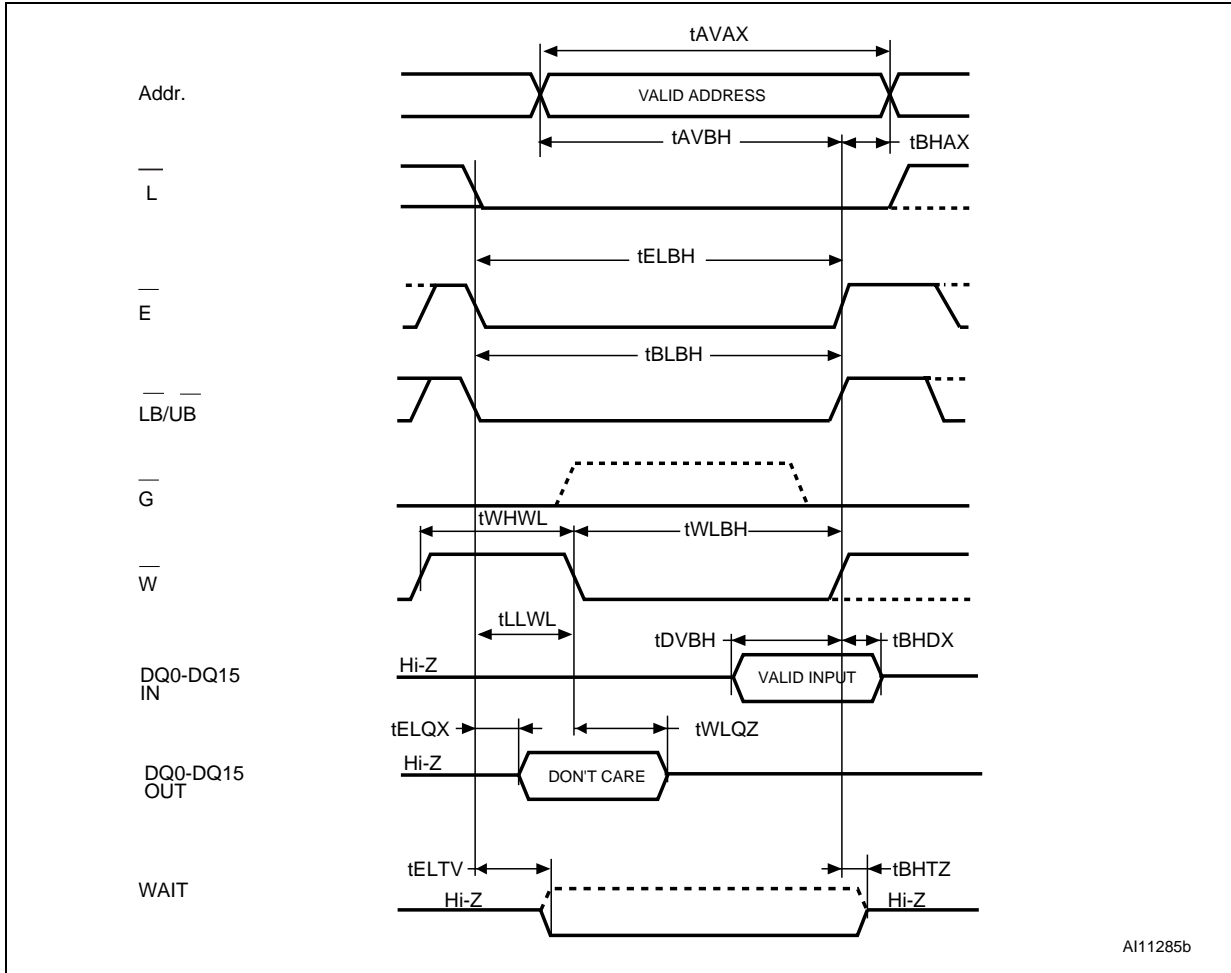 tAVAX
Addr.
VALID ADDRESS
tAVBH
tBHAX
L
tELBH
E
tBLBH
LB/UB
G
tWHWL
tWLBH
W
tLLWL
tDVBH
tBHDX
Hi-Z
VALID INPUT
DQ0-DQ15
IN
tELQX
tWLQZ
Hi-Z
DON'T CARE
DQ0-DQ15
OUT
tELTV
tBHTZ
WAIT
Hi-Z
Hi-Z
AI11285b